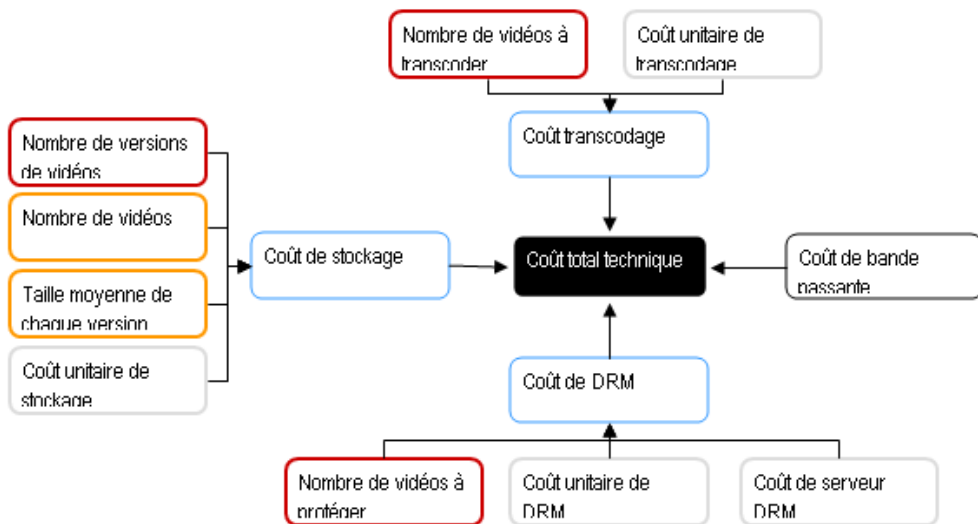 Nombre de vidéos à
transcoder
Coût unitaire de
transcodage
Coût transcodage
Nombre de versions
de vidéos
Nombre de vidéos
Taille moyenne de
chaque version
Coût unitaire de
stockage
Coût de stockage
Coût total technique
Coût de bande
passante
Coût de DRM
Nombre de vidéos à
protéger
Coût unitaire de
DRM
Coût de serveur
DRM